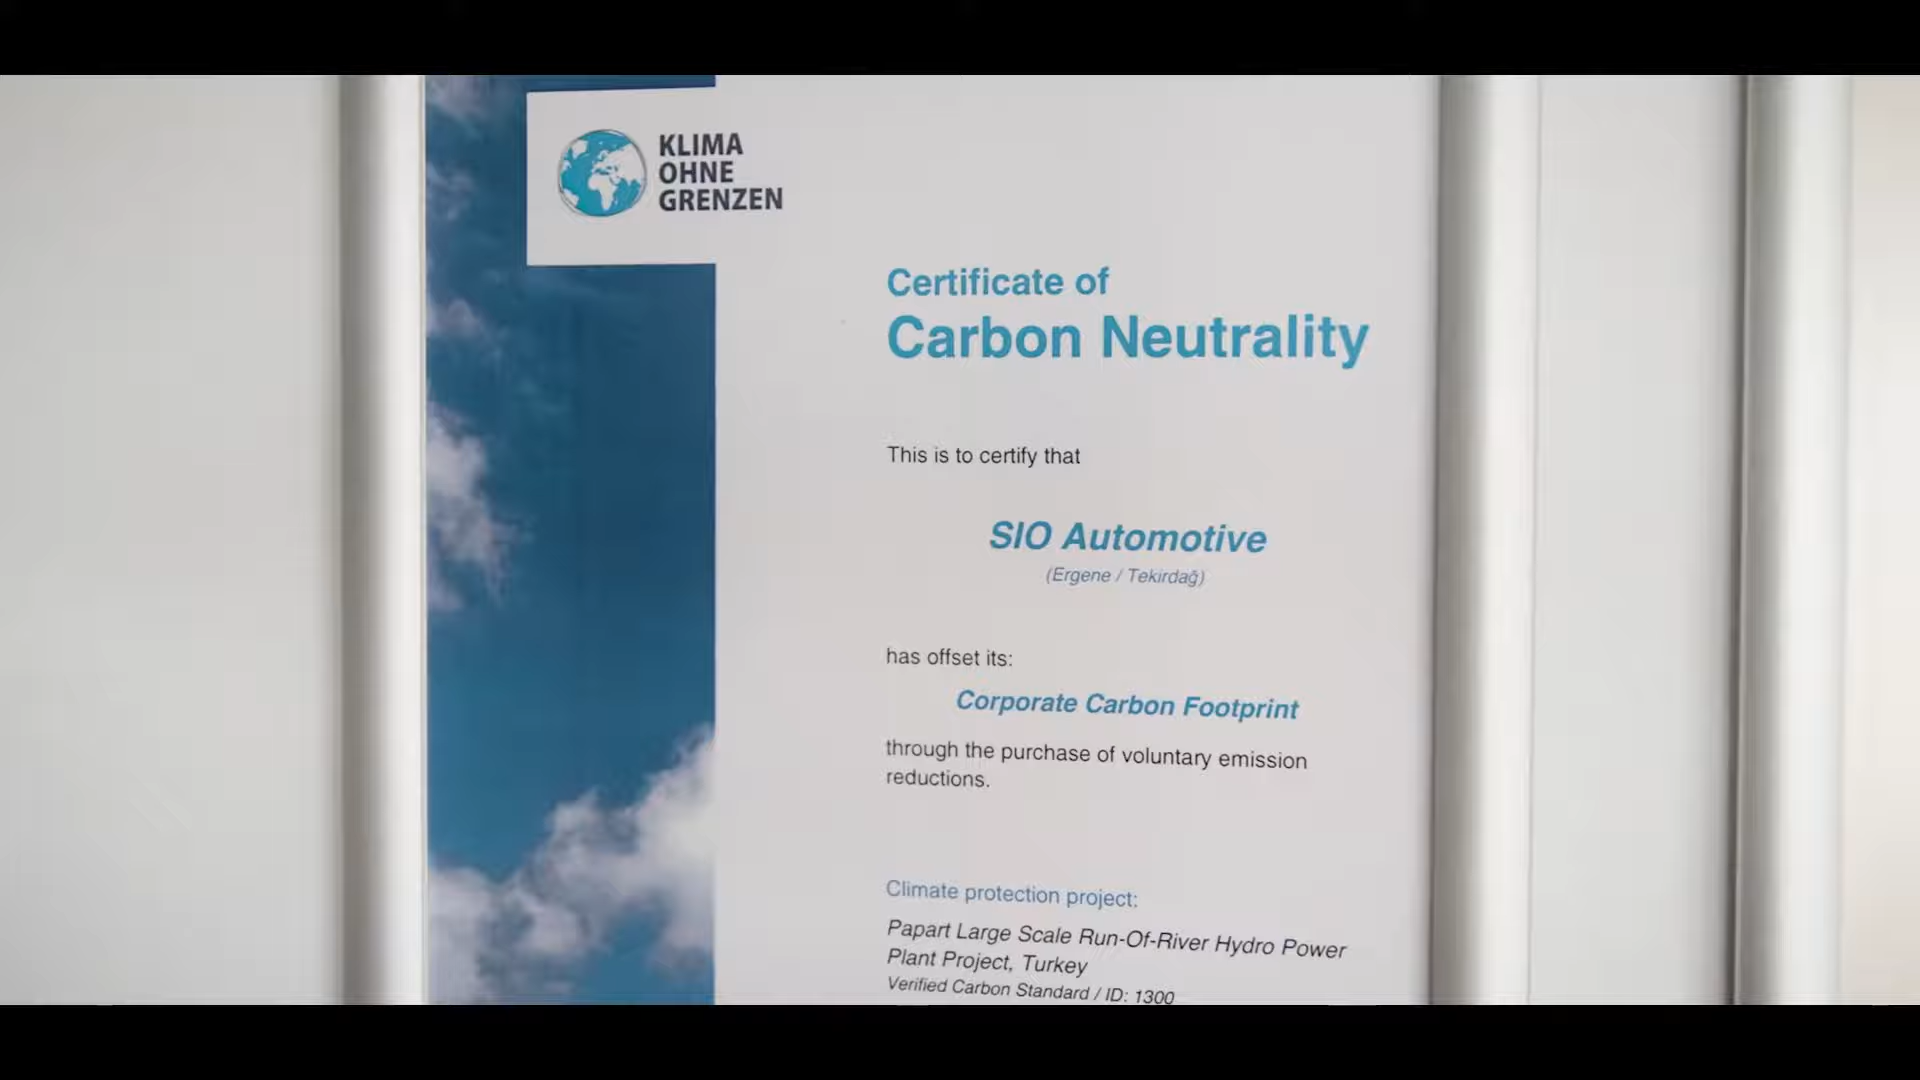 KLIMA
OHNE
GRENZEN
Certificate of
Carbon Neutrality
This is to certify that
SIO Automotive
(Ergene / Tekirdağ)
has offset its:
Corporate Carbon Footprint
through the purchase of voluntary emission
reductions.
Climate protection project:
Papart Large Scale Run-Of-River Hydro Power
Plant Project, Turkey
Verified Carbon Standard / ID: 1300